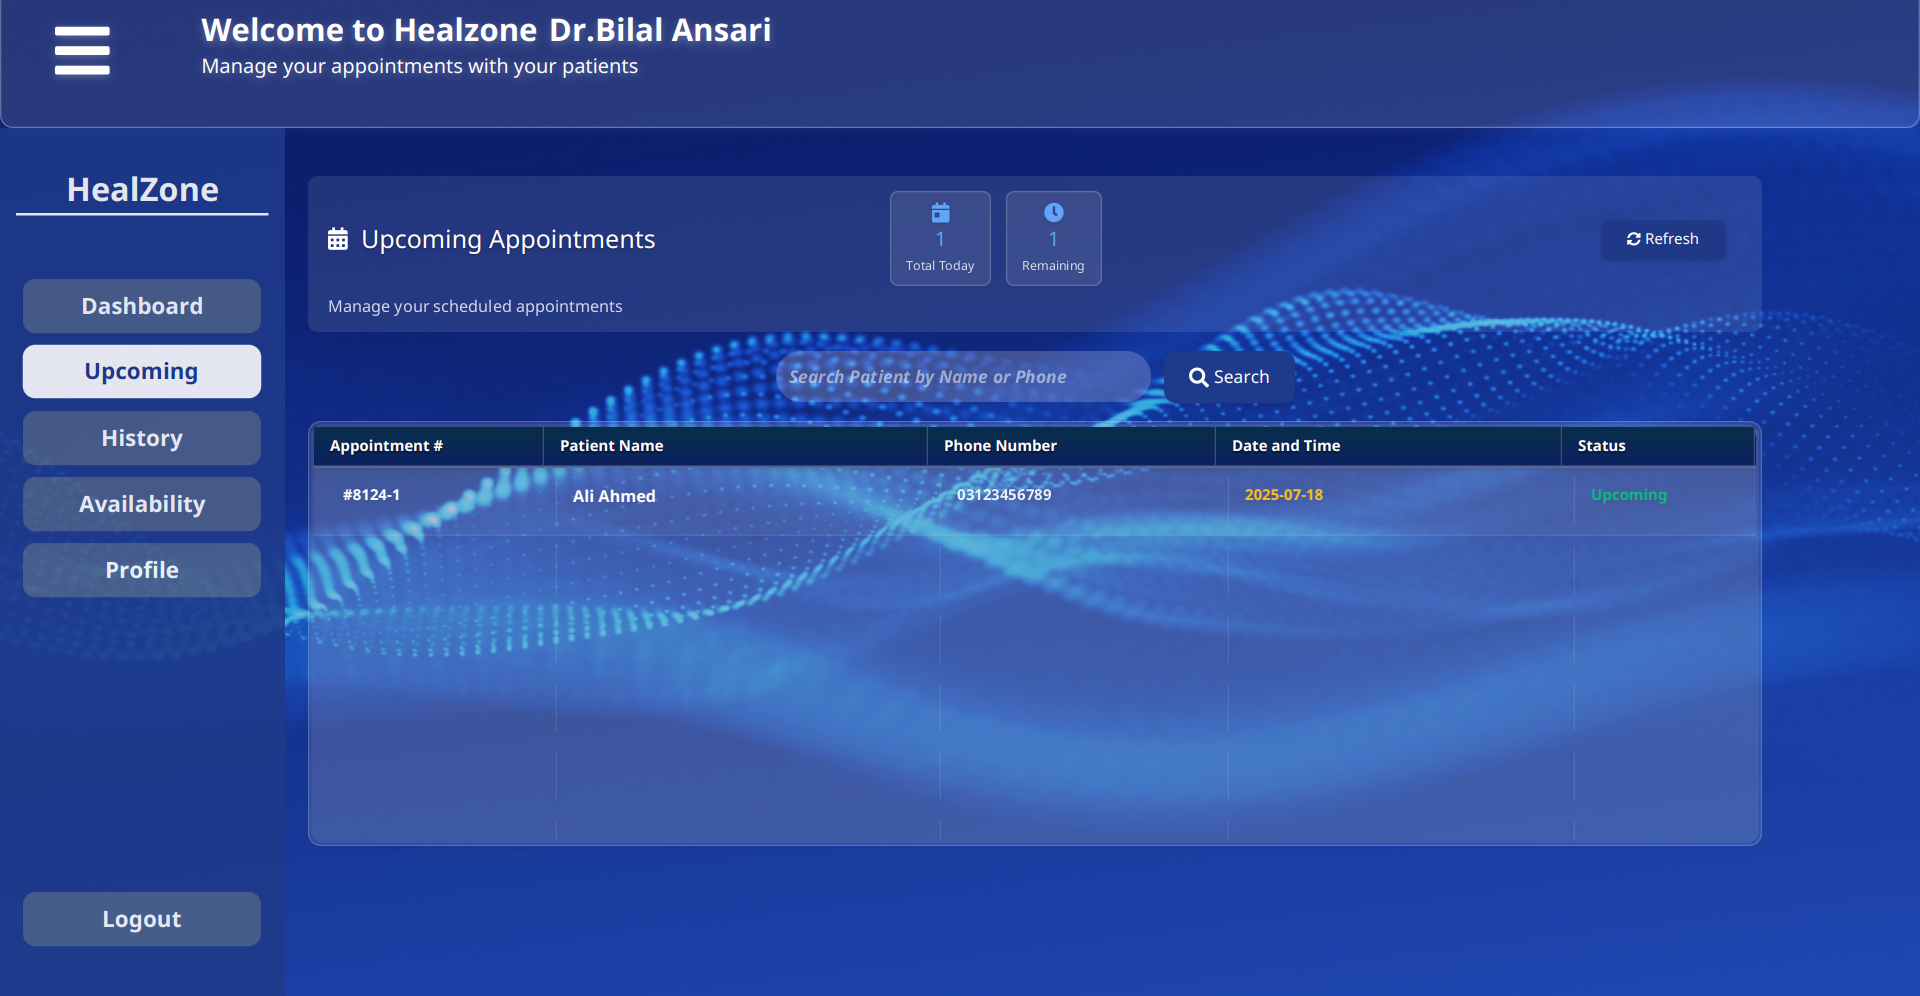 Welcome to Healzone Dr.Bilal Ansari
Manage your appointments with your patients
HealZone
Dashboard
Upcoming
History
Availability
Profile
Logout
Upcoming Appointments
1
Total Today
1
Remaining
Refresh
Manage your scheduled appointments
Search Patient by Name or Phone
Search
Appointment # Patient Name Phone Number Date and Time Status
#8124-1 Ali Ahmed 03123456789 2025-07-18 Upcoming